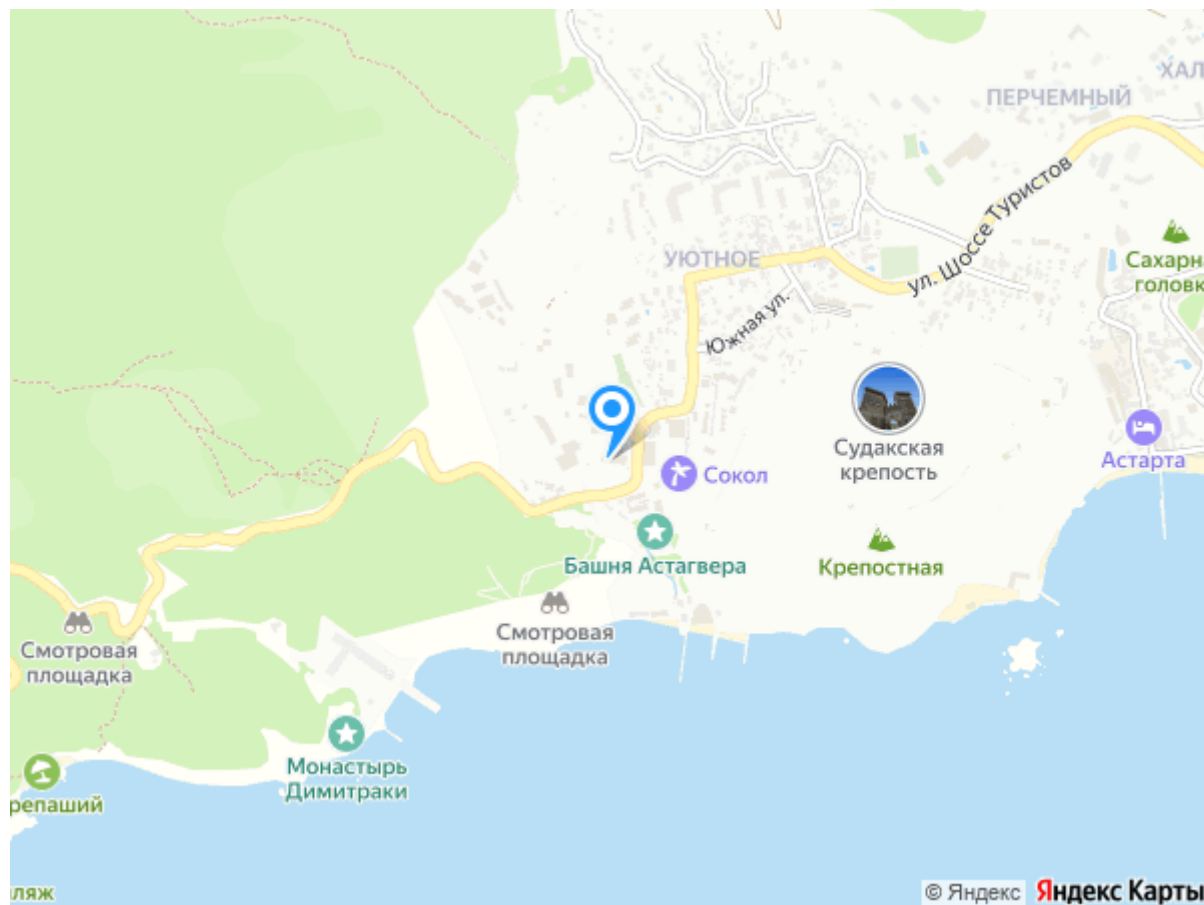 ХАЛ
ПЕРЧЕМНЫЙ
ул. Шоссе Туристов
УЮТНОЕ
Сахарн
головк
Южная ул.
Судакская
крепость
Астарта
Сокол
Башня Астагвера
Крепостная
Смотровая
площадка
Смотровая
площадка
Монастырь
Димитраки
репаший
ляж
© Яндекс Яндекс Карты